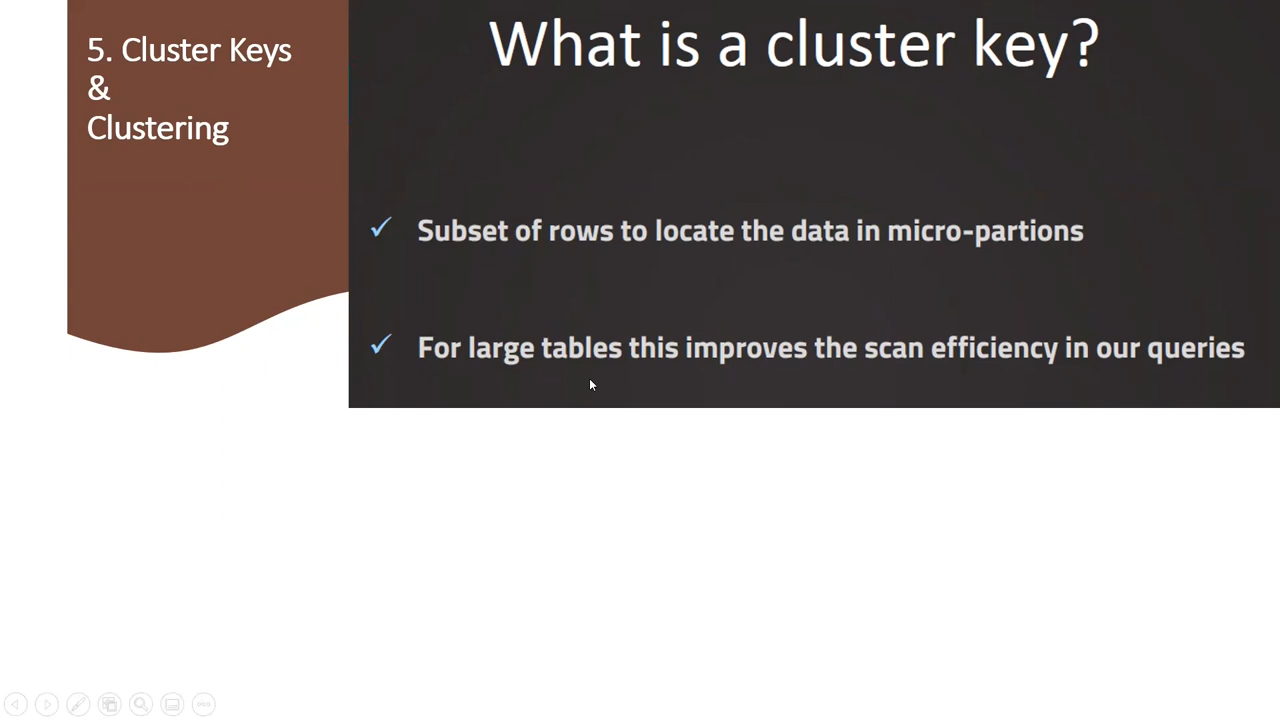 5. Cluster Keys
&
Clustering
What is a cluster key?
✓ Subset of rows to locate the data in micro-partions
✓ For large tables this improves the scan efficiency in our queries